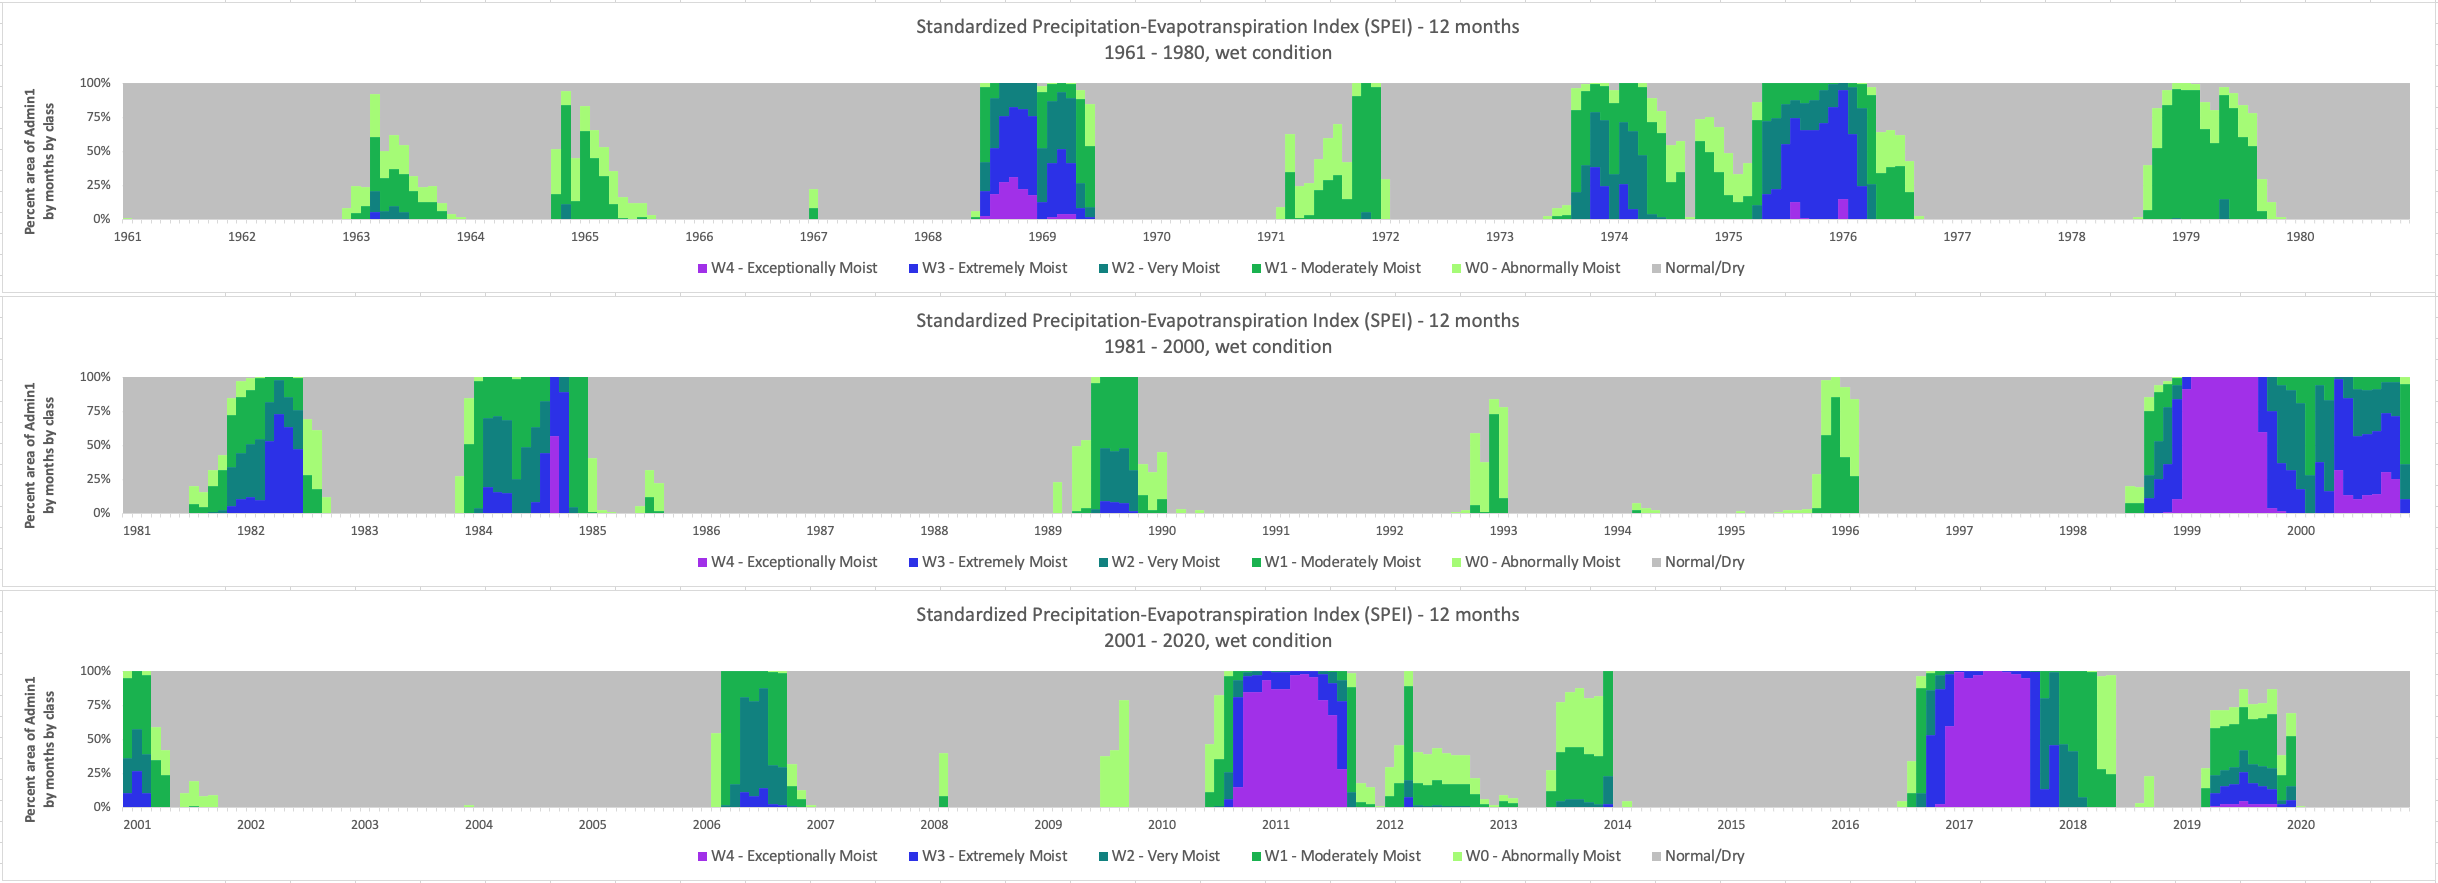 Standardized Precipitation-Evapotranspiration Index (SPEI) - 12 months
1961 - 1980, wet condition
Percent area of Admin1
by months by class
100%
75%
50%
25%
0%
1961 1962 1963 1964 1965 1966 1967 1968 1969 1970 1971 1972 1973 1974 1975 1976 1977 1978 1979 1980
W4 - Exceptionally Moist W3 - Extremely Moist W2 - Very Moist W1 - Moderately Moist W0 - Abnormally Moist Normal/Dry
Standardized Precipitation-Evapotranspiration Index (SPEI) - 12 months
1981 - 2000, wet condition
Percent area of Admin1
by months by class
100%
75%
50%
25%
0%
1981 1982 1983 1984 1985 1986 1987 1988 1989 1990 1991 1992 1993 1994 1995 1996 1997 1998 1999 2000
W4 - Exceptionally Moist W3 - Extremely Moist W2 - Very Moist W1 - Moderately Moist W0 - Abnormally Moist Normal/Dry
Standardized Precipitation-Evapotranspiration Index (SPEI) - 12 months
2001 - 2020, wet condition
Percent area of Admin1
by months by class
100%
75%
50%
25%
0%
2001 2002 2003 2004 2005 2006 2007 2008 2009 2010 2011 2012 2013 2014 2015 2016 2017 2018 2019 2020
W4 - Exceptionally Moist W3 - Extremely Moist W2 - Very Moist W1 - Moderately Moist W0 - Abnormally Moist Normal/Dry